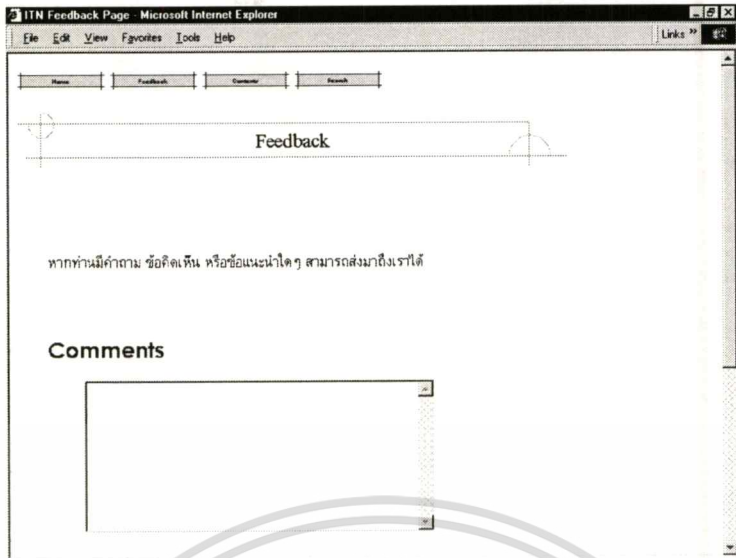 ITN Feedback Page - Microsoft Internet Explorer
File Edit View Favorites Tools Help Links »
Home Feedback Contents Search
Feedback
หากท่านมีคำถาม ข้อคิดเห็น หรือข้อแนะนำใด ๆ สามารถส่งมาถึงเราได้
Comments